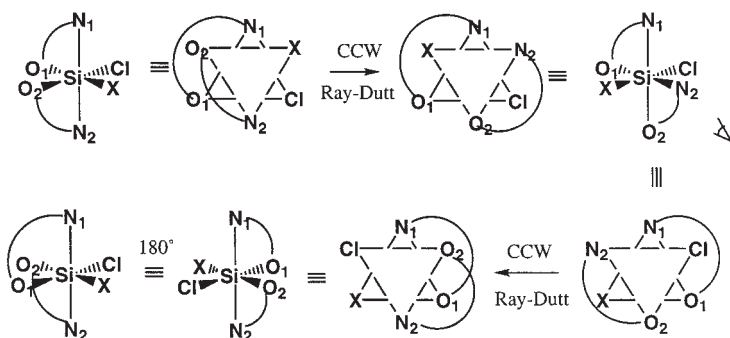 N1
O1 Si Cl
O2 X
N2
≡
N1
O2 X
O1 Cl
N2
CCW
Ray-Dutt
N1
X N2
O1 Cl
O2
≡
N1
O1 Cl
Si
X N2
O2
≡
N1
O2 Si Cl
O1 X
N2
180°
≡
N1
X Si O1
Cl O2
N2
≡
N1
Cl O2
X O1
N2
CCW
Ray-Dutt
N1
N2 Cl
X O1
O2